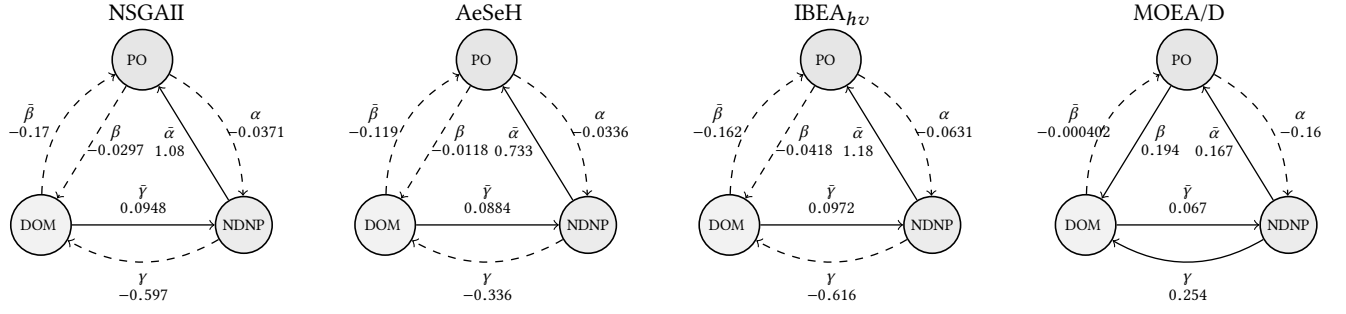 NSGAII
PO
β̄
−0.17
β
−0.0297
ᾱ
1.08
α
−0.0371
DOM
γ̄
0.0948
NDNP
γ
−0.597
AeSeH
PO
β̄
−0.119
β
−0.0118
ᾱ
0.733
α
−0.0336
DOM
γ̄
0.0884
NDNP
γ
−0.336
IBEA_hv
PO
β̄
−0.162
β
−0.0418
ᾱ
1.18
α
−0.0631
DOM
γ̄
0.0972
NDNP
γ
−0.616
MOEA/D
PO
β̄
−0.000402
β
0.194
ᾱ
0.167
α
−0.16
DOM
γ̄
0.067
NDNP
γ
0.254